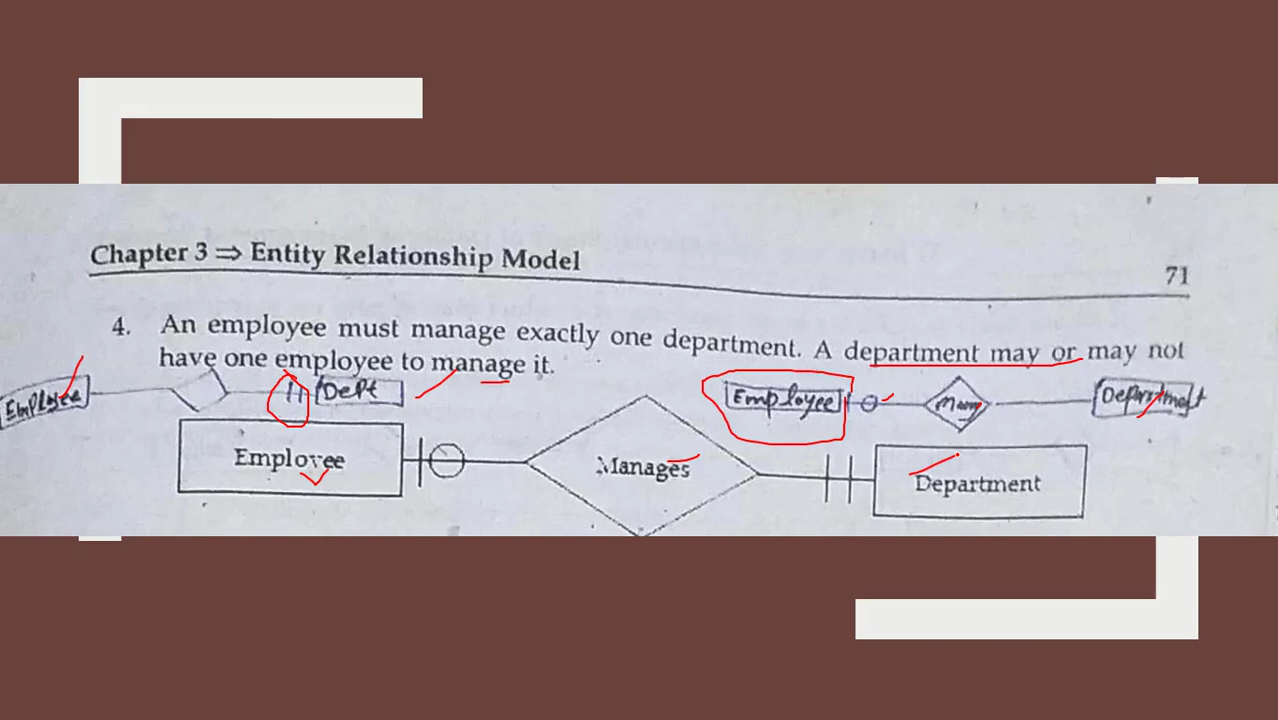 Chapter 3 ⇒ Entity Relationship Model
71
4. An employee must manage exactly one department. A department may or may not
have one employee to manage it.
Employee
Dept
Employee
Department
Employee
Manages
Department